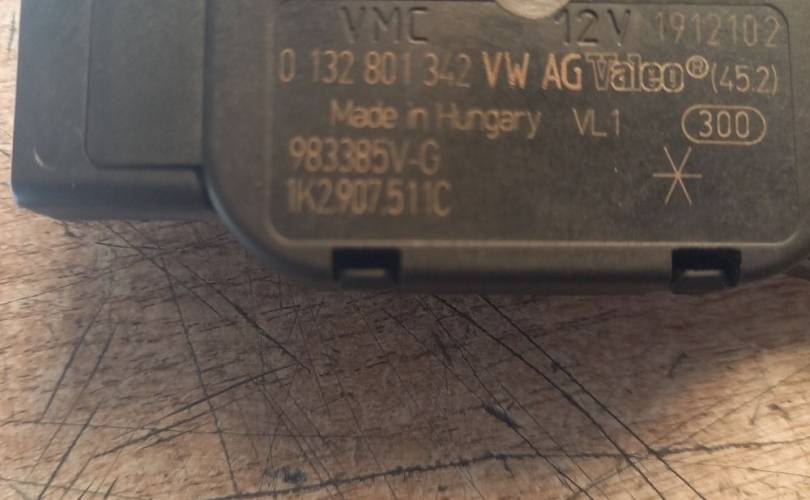 VMC 12V 1912102
0 132 801 342 VW AG Valeo® (45.2)
Made in Hungary VL1 300
983385V-G
1K2.907.511C